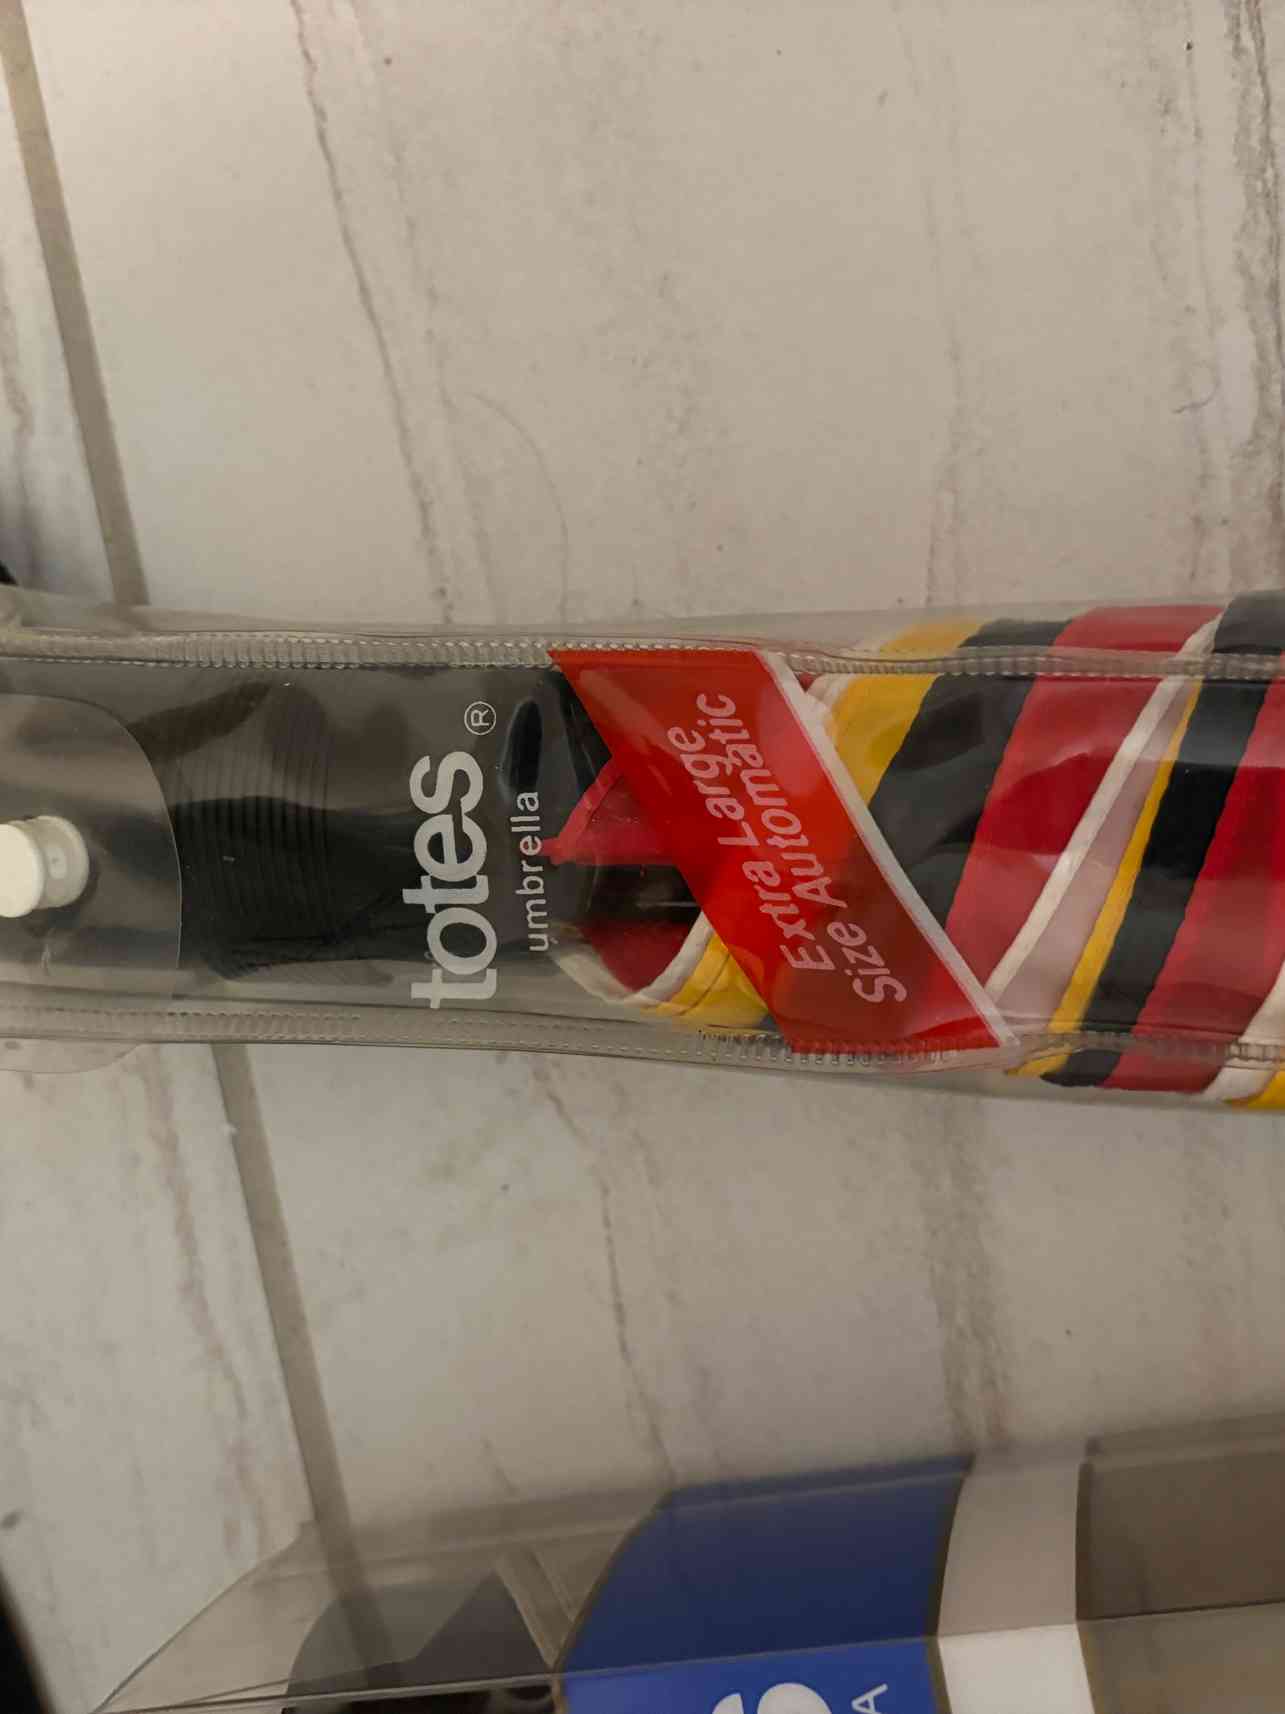 totes®
umbrella
Extra Large
Size Automatic
S
A